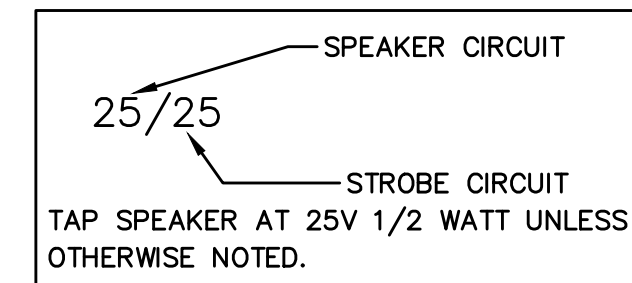 SPEAKER CIRCUIT
25/25
STROBE CIRCUIT
TAP SPEAKER AT 25V 1/2 WATT UNLESS
OTHERWISE NOTED.